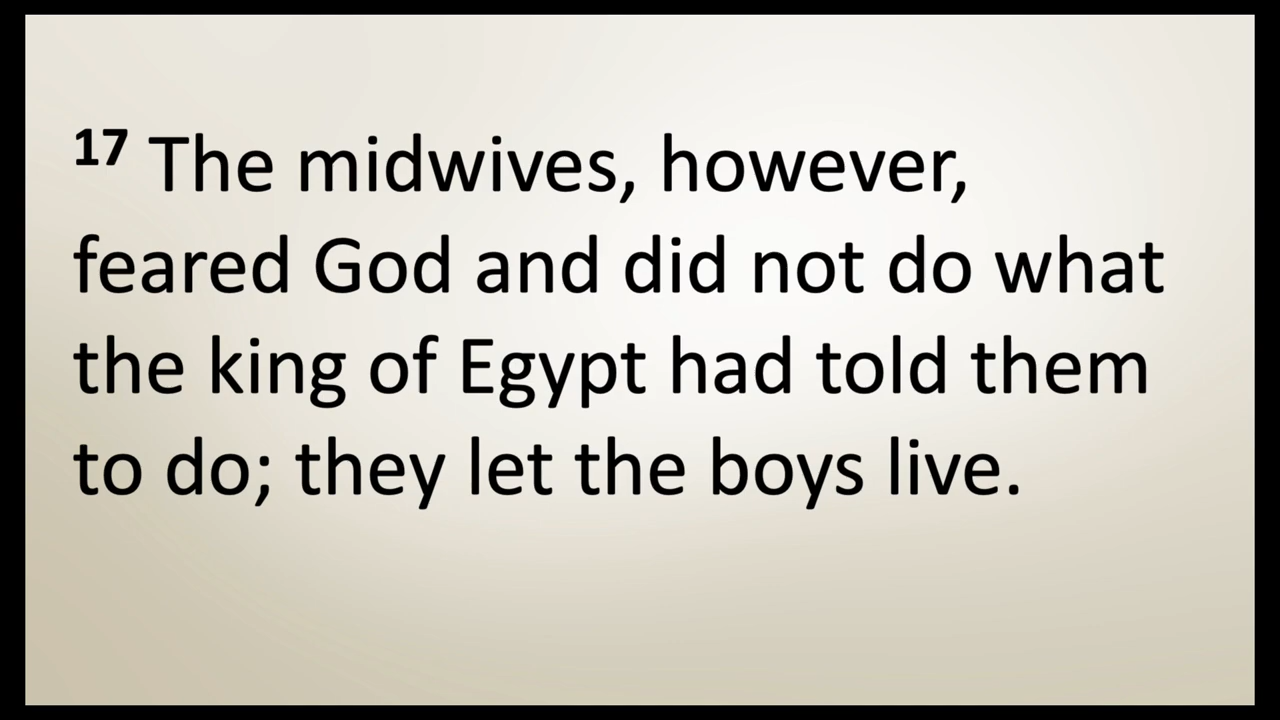 17 The midwives, however,
feared God and did not do what
the king of Egypt had told them
to do; they let the boys live.